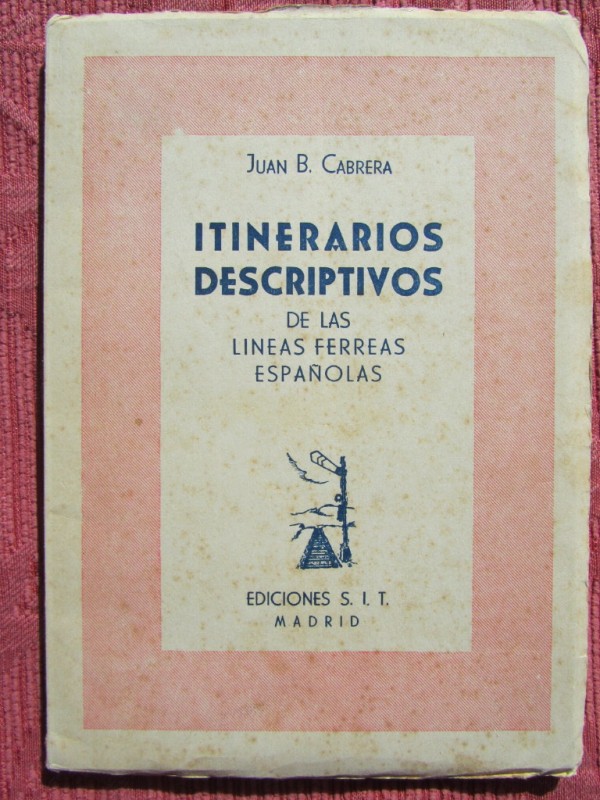 JUAN B. CABRERA
ITINERARIOS
DESCRIPTIVOS
DE LAS
LINEAS FERREAS
ESPAÑOLAS
EDICIONES S. I. T.
MADRID